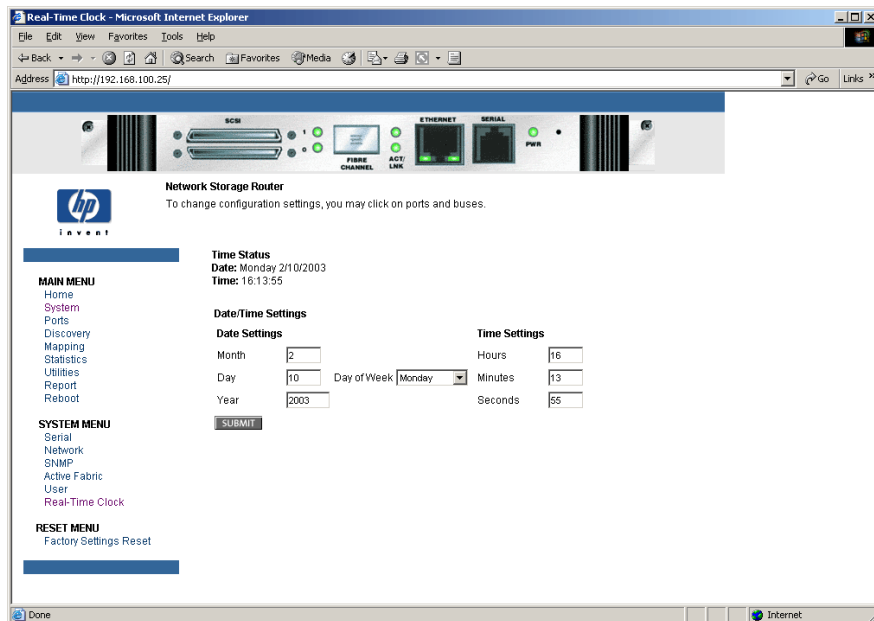 Real-Time Clock - Microsoft Internet Explorer
File Edit View Favorites Tools Help
Back Search Favorites Media
Address http://192.168.100.25/ Go Links »
SCSI ETHERNET SERIAL
1
0
FIBRE CHANNEL ACT/LNK PWR
hp
invent
Network Storage Router
To change configuration settings, you may click on ports and buses.
Time Status
Date: Monday 2/10/2003
Time: 16:13:55
MAIN MENU
Home
System
Ports
Discovery
Mapping
Statistics
Utilities
Report
Reboot
SYSTEM MENU
Serial
Network
SNMP
Active Fabric
User
Real-Time Clock
RESET MENU
Factory Settings Reset
Date/Time Settings
Date Settings Time Settings
Month 2 Hours 16
Day 10 Day of Week Monday Minutes 13
Year 2003 Seconds 55
SUBMIT
Done Internet